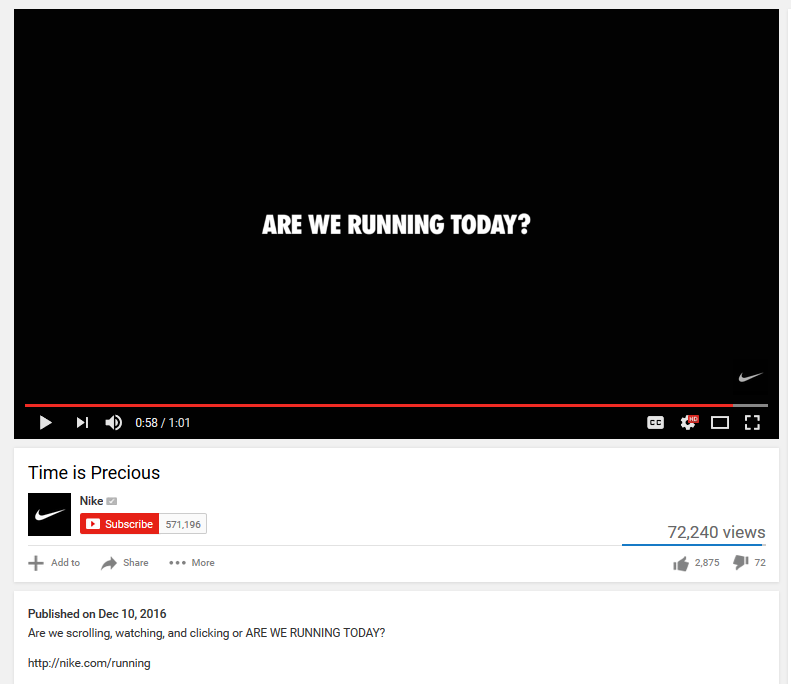 ARE WE RUNNING TODAY?
0:58 / 1:01
CC
HD
Time is Precious
Nike
Subscribe 571,196
72,240 views
Add to Share More 2,875 72
Published on Dec 10, 2016
Are we scrolling, watching, and clicking or ARE WE RUNNING TODAY?
http://nike.com/running